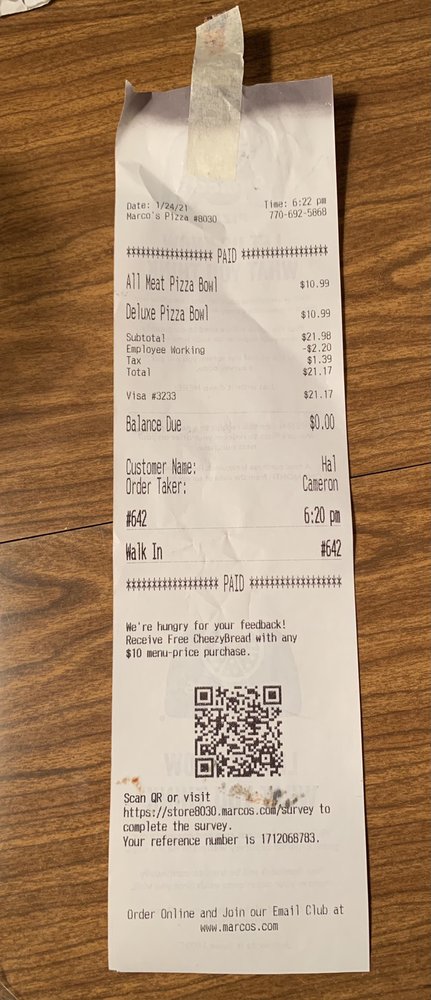 Date: 1/24/21 Time: 6:22 pm
Marco's Pizza #8030 770-692-5868
**************** PAID ****************
All Meat Pizza Bowl $10.99
Deluxe Pizza Bowl $10.99
Subtotal $21.98
Employee Working -$2.20
Tax $1.39
Total $21.17
Visa #3233 $21.17
Balance Due $0.00
Customer Name: Hal
Order Taker: Cameron
#642 6:20 pm
Walk In #642
**************** PAID ****************
We're hungry for your feedback!
Receive Free CheezyBread with any
$10 menu-price purchase.
Scan QR or visit
https://store8030.marcos.com/survey to
complete the survey.
Your reference number is 1712068783.
Order Online and Join our Email Club at
www.marcos.com